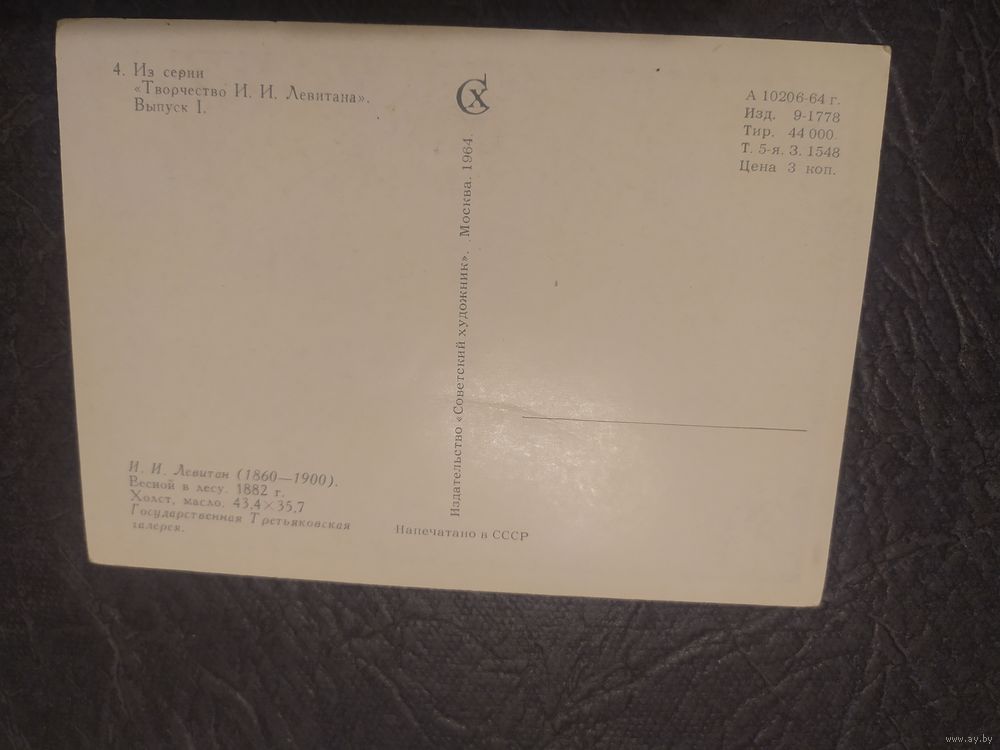 4. Из серии
«Творчество И. И. Левитана».
Выпуск I.
СХ
А 10206-64 г.
Изд. 9-1778
Тир. 44 000.
Т. 5-я. З. 1548
Цена 3 коп.
Издательство «Советский художник». Москва. 1964.
И. И. Левитан (1860—1900).
Весной в лесу. 1882 г.
Холст, масло. 43,4×35,7
Государственная Третьяковская
галерея.
Напечатано в СССР
www.ay.by